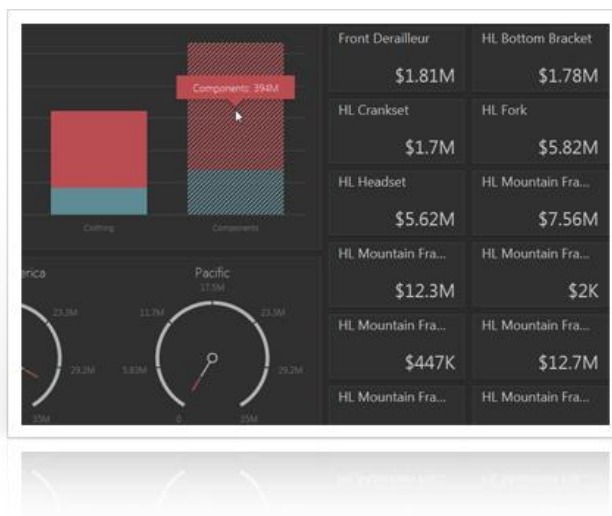 Components: 394M
Clothing
Components
erica
23.3M
29.2M
35M
Pacific
17.5M
11.7M
23.3M
5.83M
29.2M
0
35M
Front Derailleur
$1.81M
HL Bottom Bracket
$1.78M
HL Crankset
$1.7M
HL Fork
$5.82M
HL Headset
$5.62M
HL Mountain Fra...
$7.56M
HL Mountain Fra...
$12.3M
HL Mountain Fra...
$2K
HL Mountain Fra...
$447K
HL Mountain Fra...
$12.7M
HL Mountain Fra...
HL Mountain Fra...